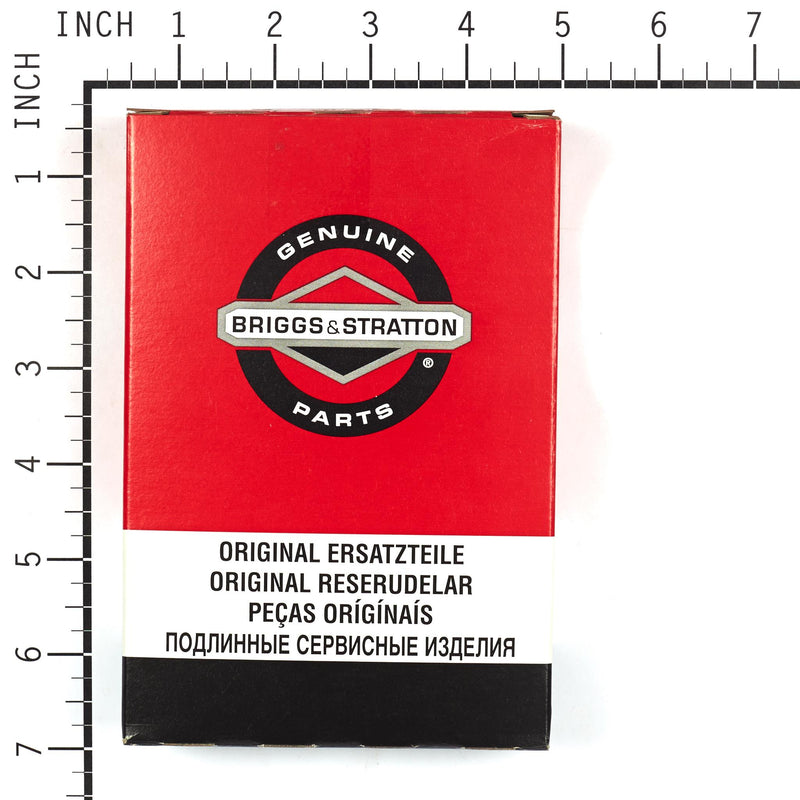 INCH 1 2 3 4 5 6 7
INCH
1
2
3
4
5
6
7
GENUINE
BRIGGS & STRATTON
®
PARTS
ORIGINAL ERSATZTEILE
ORIGINAL RESERUDELAR
PEÇAS ORÍGÍNAÍS
ПОДЛИННЫЕ СЕРВИСНЫЕ ИЗДЕЛИЯ